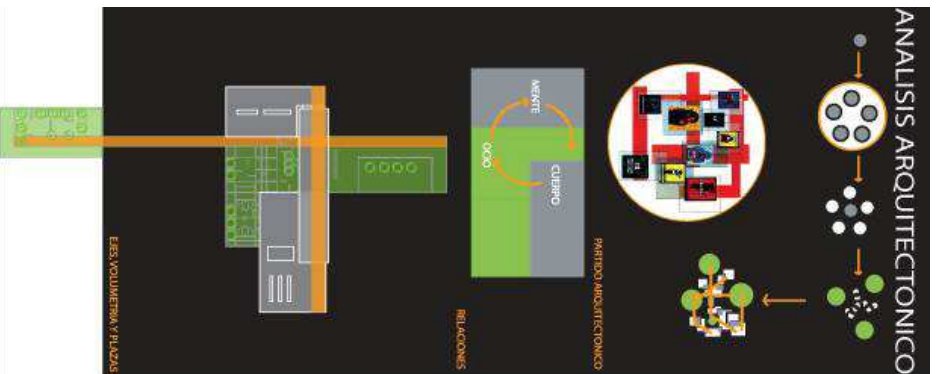 ANALISIS ARQUITECTONICO
PARTIDO ARQUITECTONICO
MENTE
CUERPO
OCIO
RELACIONES
EJES, VOLUMETRIA Y PLAZAS